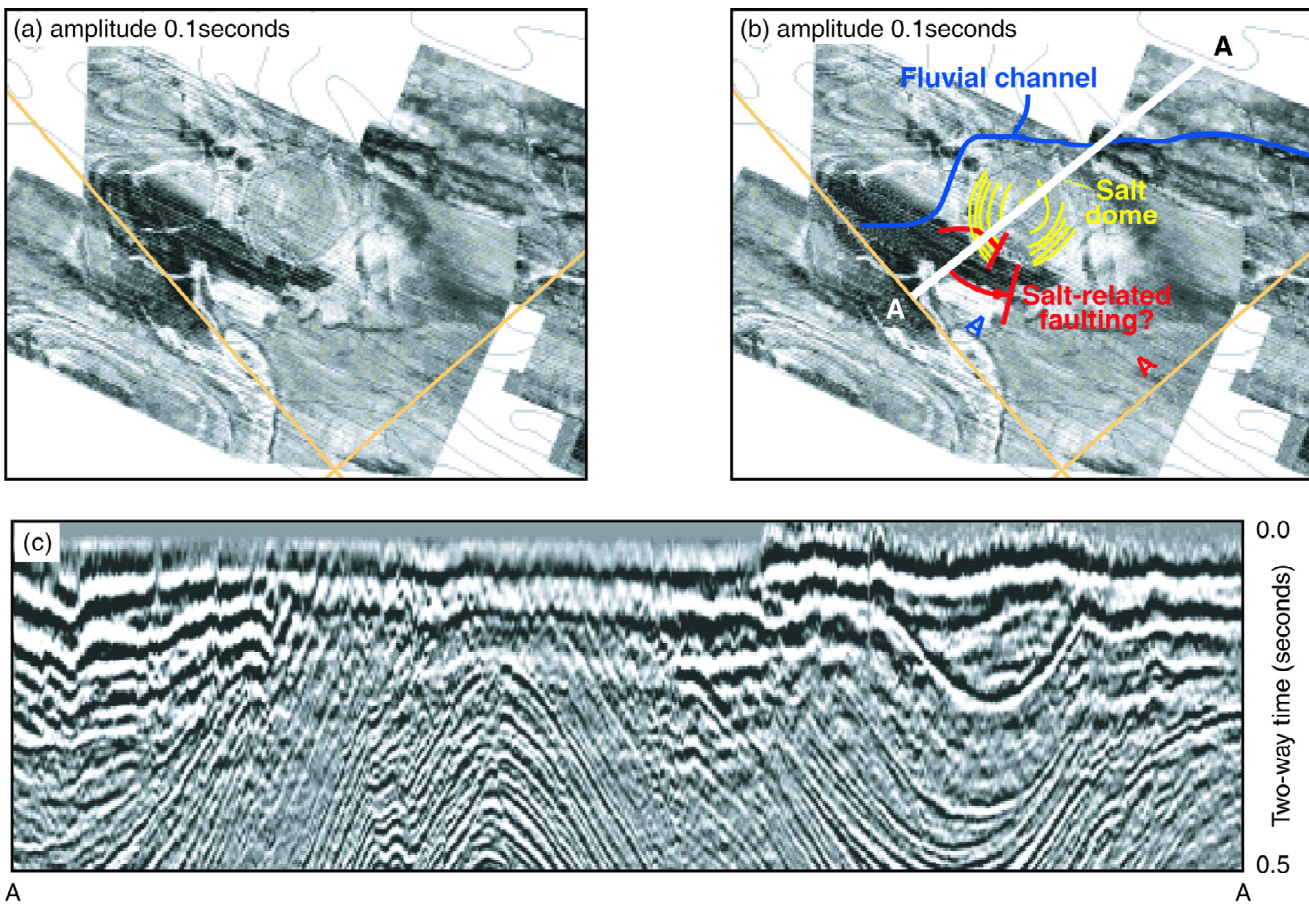 (a) amplitude 0.1seconds
(b) amplitude 0.1seconds
A
Fluvial channel
Salt
dome
A
Salt-related
faulting?
A
A
(c)
0.0
Two-way time (seconds)
0.5
A
A